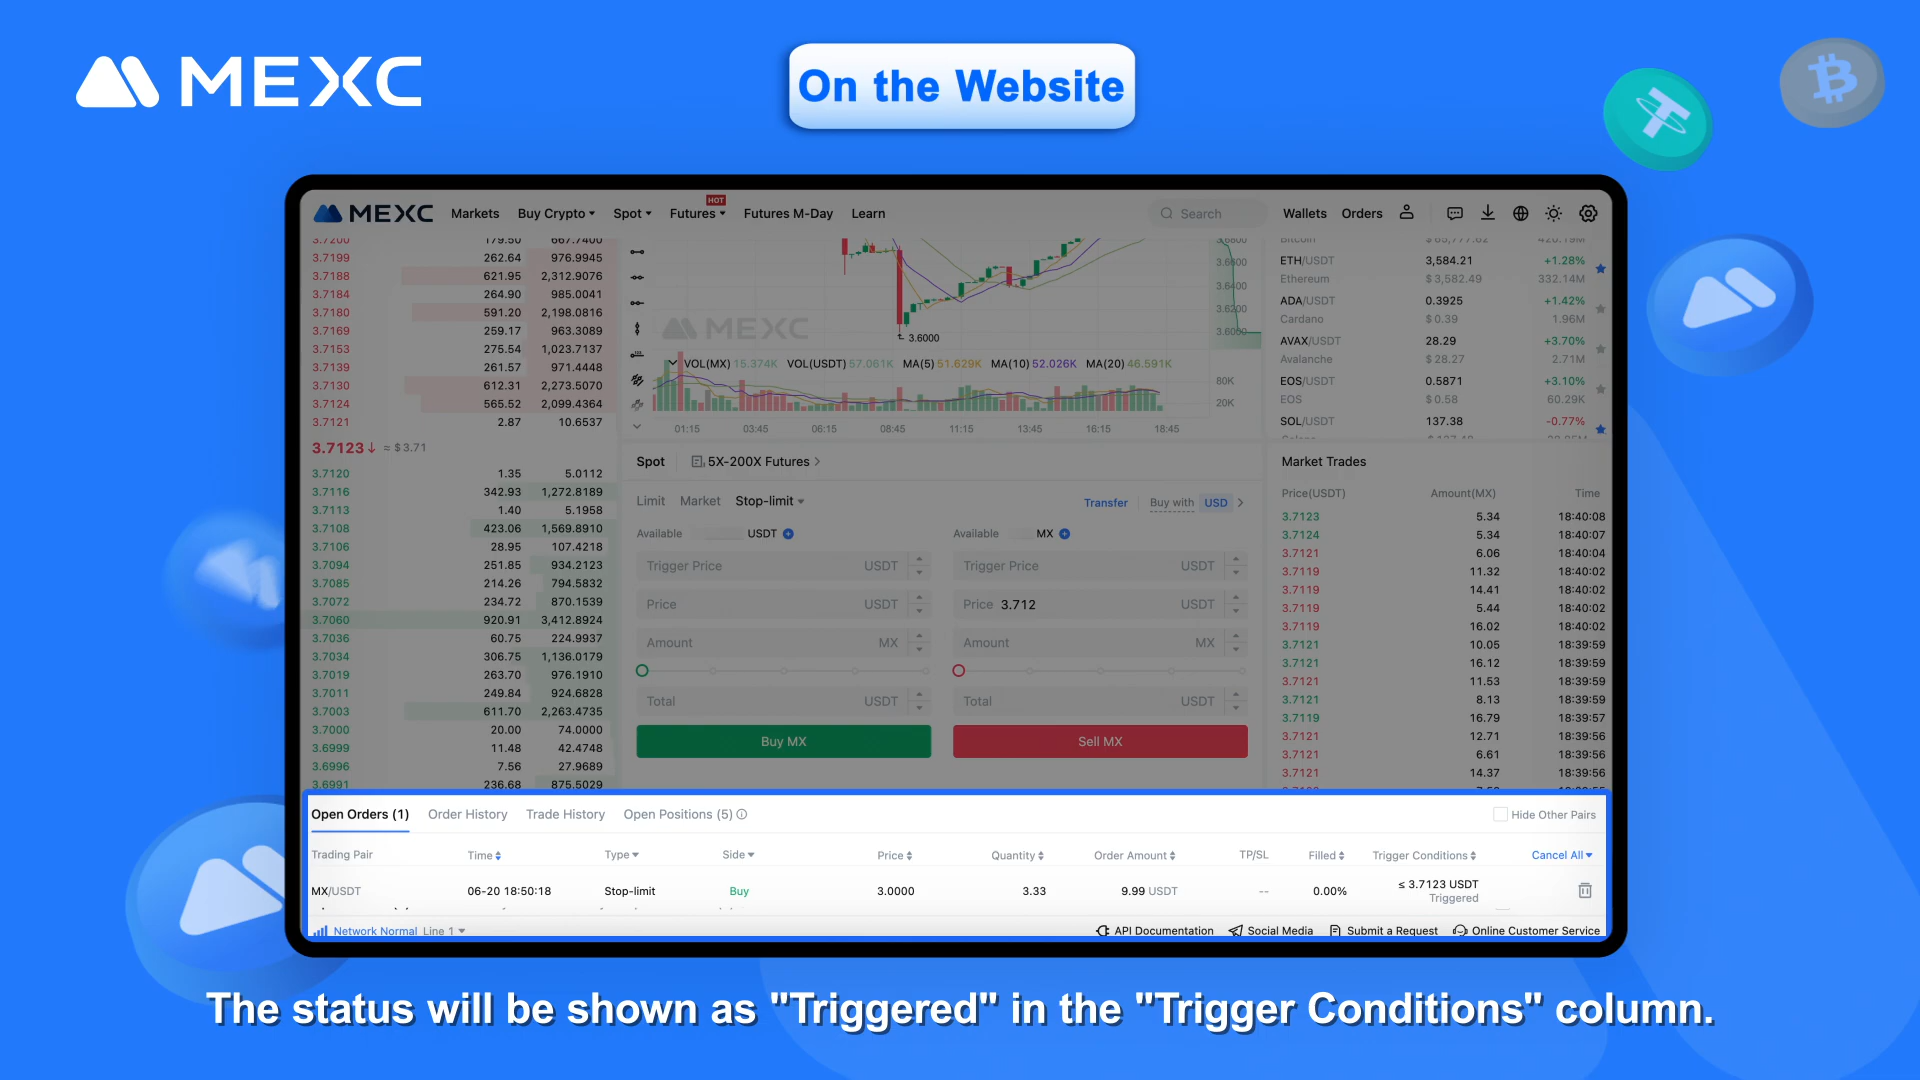 MEXC
On the Website
MEXC Markets Buy Crypto Spot Futures HOT Futures M-Day Learn Search Wallets Orders
3.7200 179.50 667.7400
3.7199 262.64 976.9945
3.7188 621.95 2,312.9076
3.7184 264.90 985.0041
3.7180 591.20 2,198.0816
3.7169 259.17 963.3089
3.7153 275.54 1,023.7137
3.7139 261.57 971.4448
3.7130 612.31 2,273.5070
3.7124 565.52 2,099.4364
3.7121 2.87 10.6537
3.7123↓ ≈ $3.71
3.7120 1.35 5.0112
3.7116 342.93 1,272.8189
3.7113 1.40 5.1958
3.7108 423.06 1,569.8910
3.7106 28.95 107.4218
3.7094 251.85 934.2123
3.7085 214.26 794.5832
3.7072 234.72 870.1539
3.7060 920.91 3,412.8924
3.7036 60.75 224.9937
3.7034 306.75 1,136.0179
3.7019 263.70 976.1910
3.7011 249.84 924.6828
3.7003 611.70 2,263.4735
3.7000 20.00 74.0000
3.6999 11.48 42.4748
3.6996 7.56 27.9689
3.6991 236.68 875.5029
3.6800
3.6600
3.6400
3.6200
3.6000
MEXC
3.6000
VOL(MX) 15.374K VOL(USDT) 57.061K MA(5) 51.629K MA(10) 52.026K MA(20) 46.591K
80K
20K
01:15 03:45 06:15 08:45 11:15 13:45 16:15 18:45
Spot 5X-200X Futures >
Limit Market Stop-limit Transfer Buy with USD >
Available USDT Available MX
Trigger Price USDT Trigger Price USDT
Price USDT Price 3.712 USDT
Amount MX Amount MX
Total USDT Total USDT
Buy MX Sell MX
Bitcoin $65,777.62 420.19M
ETH/USDT 3,584.21 +1.28%
Ethereum $3,582.49 332.14M
ADA/USDT 0.3925 +1.42%
Cardano $0.39 1.96M
AVAX/USDT 28.29 +3.70%
Avalanche $28.27 2.71M
EOS/USDT 0.5871 +3.10%
EOS $0.58 60.29K
SOL/USDT 137.38 -0.77%
Market Trades
Price(USDT) Amount(MX) Time
3.7123 5.34 18:40:08
3.7124 5.34 18:40:07
3.7121 6.06 18:40:04
3.7119 11.32 18:40:02
3.7119 14.41 18:40:02
3.7119 5.44 18:40:02
3.7119 16.02 18:40:02
3.7121 10.05 18:39:59
3.7121 16.12 18:39:59
3.7121 11.53 18:39:59
3.7121 8.13 18:39:59
3.7119 16.79 18:39:57
3.7121 12.71 18:39:56
3.7121 6.61 18:39:56
3.7121 14.37 18:39:56
Open Orders (1) Order History Trade History Open Positions (5) Hide Other Pairs
Trading Pair Time Type Side Price Quantity Order Amount TP/SL Filled Trigger Conditions Cancel All
MX/USDT 06-20 18:50:18 Stop-limit Buy 3.0000 3.33 9.99 USDT -- 0.00% ≤ 3.7123 USDT
Triggered
Network Normal Line 1 API Documentation Social Media Submit a Request Online Customer Service
The status will be shown as "Triggered" in the "Trigger Conditions" column.